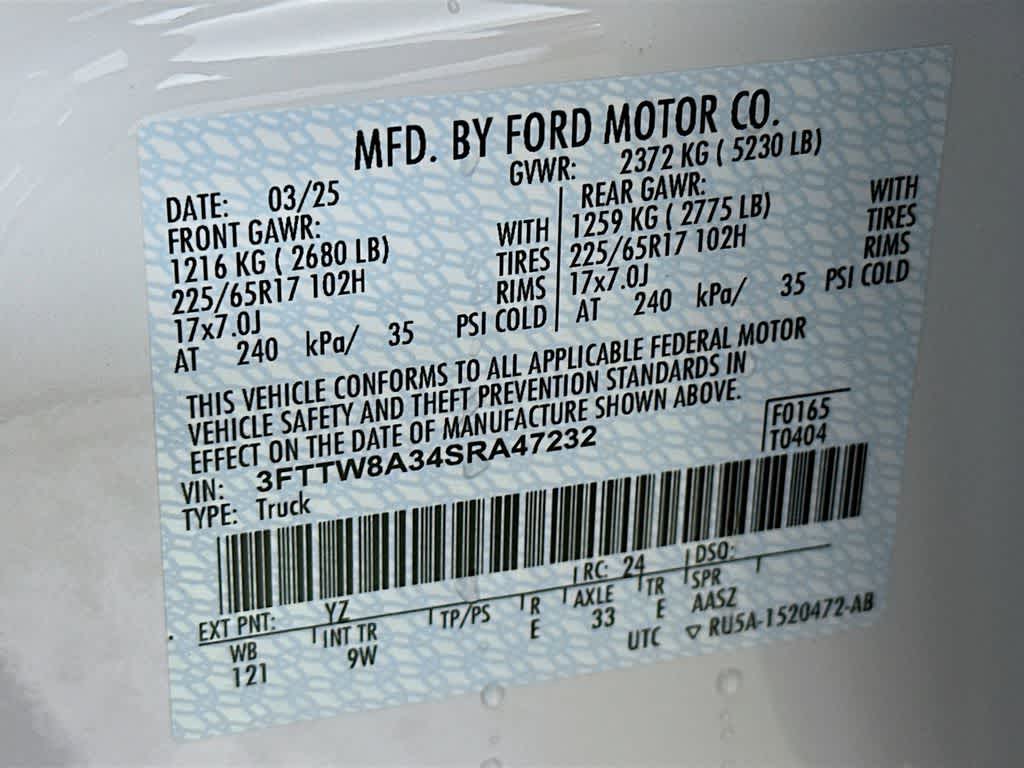 MFD. BY FORD MOTOR CO.
DATE: 03/25 GVWR: 2372 KG ( 5230 LB)
FRONT GAWR: REAR GAWR:
1216 KG ( 2680 LB) WITH 1259 KG ( 2775 LB) WITH
225/65R17 102H TIRES 225/65R17 102H TIRES
17x7.0J RIMS 17x7.0J RIMS
AT 240 kPa/ 35 PSI COLD AT 240 kPa/ 35 PSI COLD
THIS VEHICLE CONFORMS TO ALL APPLICABLE FEDERAL MOTOR
VEHICLE SAFETY AND THEFT PREVENTION STANDARDS IN
EFFECT ON THE DATE OF MANUFACTURE SHOWN ABOVE.
F0165
T0404
VIN: 3FTTW8A34SRA47232
TYPE: Truck
EXT PNT: YZ RC: 24 DSO:
WB INT TR TP/PS R AXLE TR SPR
121 9W E 33 E AASZ
UTC ▽ RU5A-1520472-AB